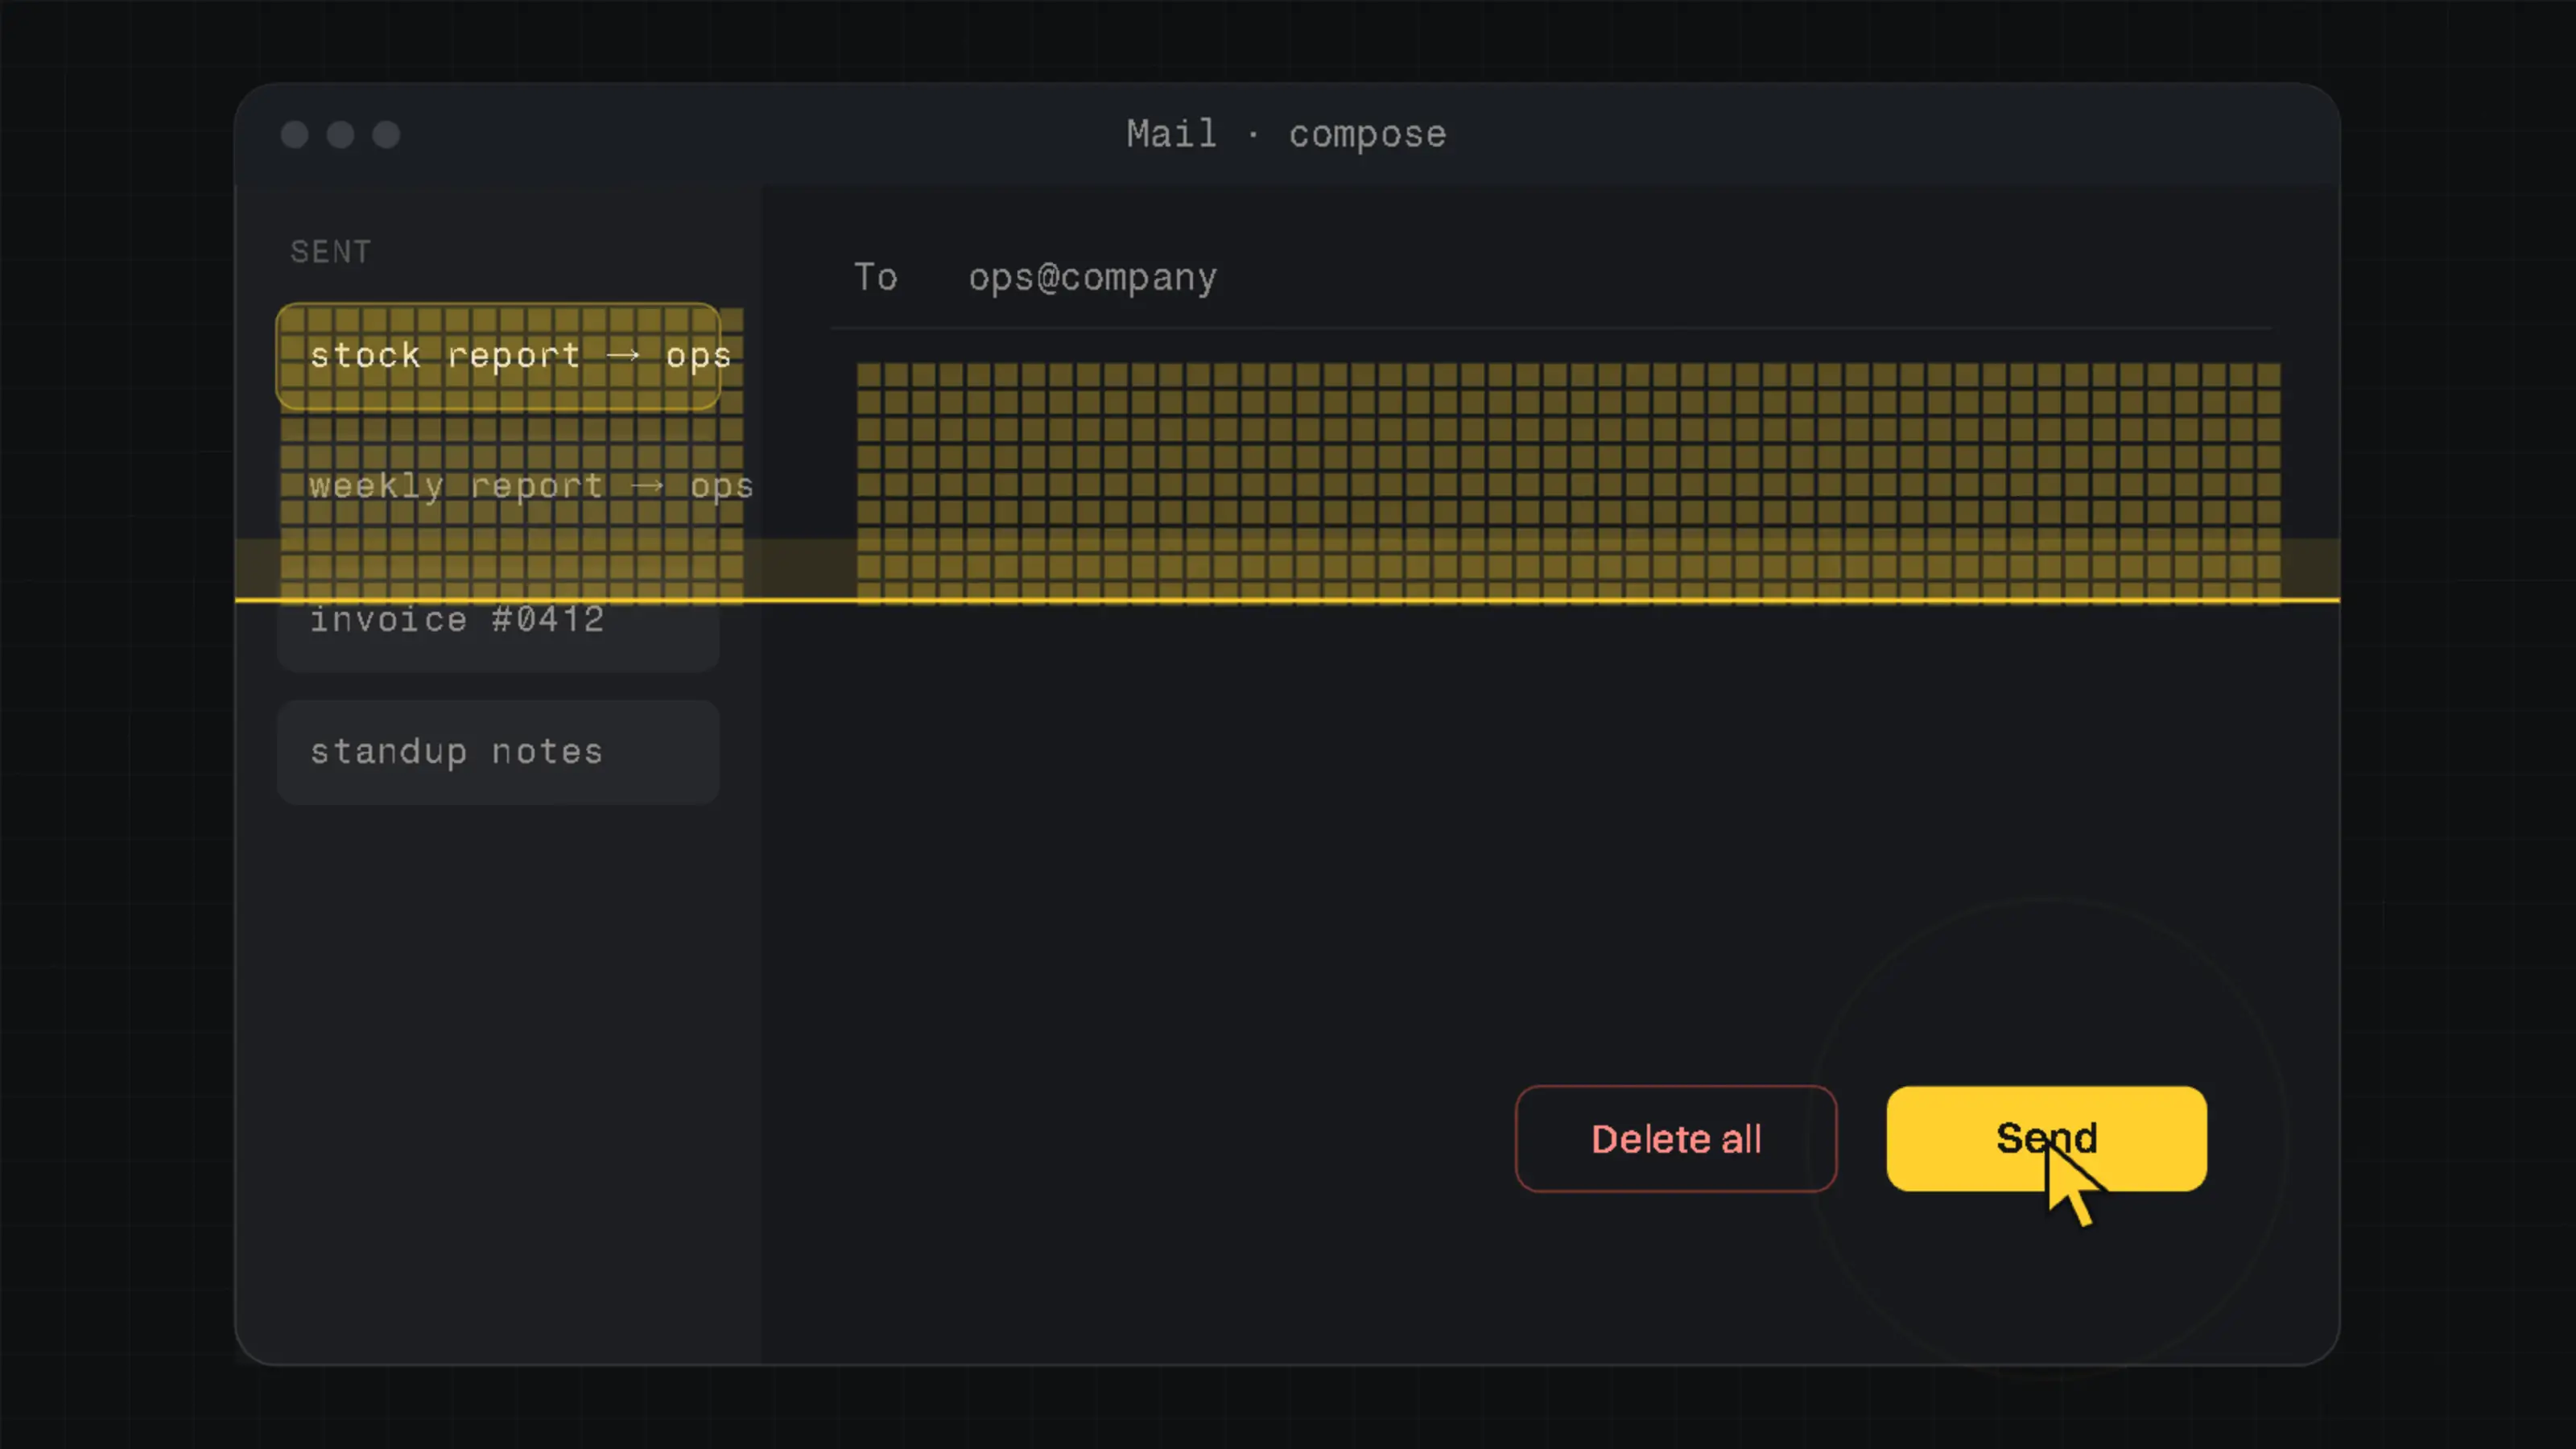 Mail · compose
SENT
stock report → ops
weekly report → ops
invoice #0412
standup notes
To ops@company
Delete all
Send